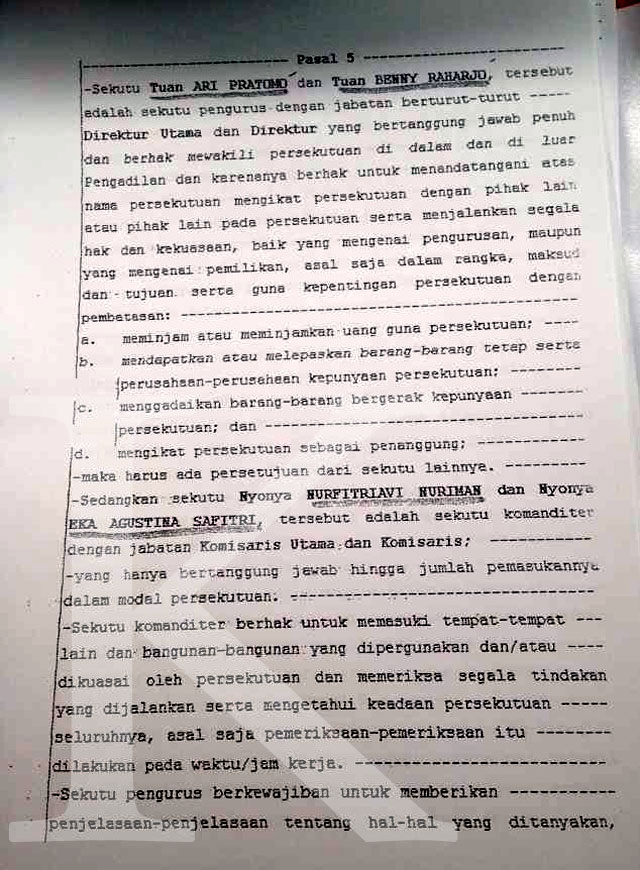 ------------------------ Pasal 5 ------------------------
-Sekutu Tuan ARI PRATOMO dan Tuan BENNY RAHARJO, tersebut
adalah sekutu pengurus dengan jabatan berturut-turut -----
Direktur Utama dan Direktur yang bertanggung jawab penuh
dan berhak mewakili persekutuan di dalam dan di luar
Pengadilan dan karenanya berhak untuk menandatangani atas
nama persekutuan mengikat persekutuan dengan pihak lain
atau pihak lain pada persekutuan serta menjalankan segala
hak dan kekuasaan, baik yang mengenai pengurusan, maupun
yang mengenai pemilikan, asal saja dalam rangka, maksud
dan tujuan serta guna kepentingan persekutuan dengan
pembatasan: ----------------------------------------------
a. meminjam atau meminjamkan uang guna persekutuan; ----
b. mendapatkan atau melepaskan barang-barang tetap serta
perusahaan-perusahaan kepunyaan persekutuan; --------
c. menggadaikan barang-barang bergerak kepunyaan -------
persekutuan; dan ------------------------------------
d. mengikat persekutuan sebagai penanggung; ------------
-maka harus ada persetujuan dari sekutu lainnya. ---------
-Sedangkan sekutu Nyonya NURFITRIAVI NURIMAN dan Nyonya
EKA AGUSTINA SAFITRI, tersebut adalah sekutu komanditer
dengan jabatan Komisaris Utama dan Komisaris; -----------
-yang hanya bertanggung jawab hingga jumlah pemasukannya
dalam modal persekutuan. ---------------------------------
-Sekutu komanditer berhak untuk memasuki tempat-tempat ---
lain dan bangunan-bangunan yang dipergunakan dan/atau ----
dikuasai oleh persekutuan dan memeriksa segala tindakan
yang dijalankan serta mengetahui keadaan persekutuan -----
seluruhnya, asal saja pemeriksaan-pemeriksaan itu --------
dilakukan pada waktu/jam kerja. --------------------------
-Sekutu pengurus berkewajiban untuk memberikan -----------
penjelasaan-penjelasaan tentang hal-hal yang ditanyakan,